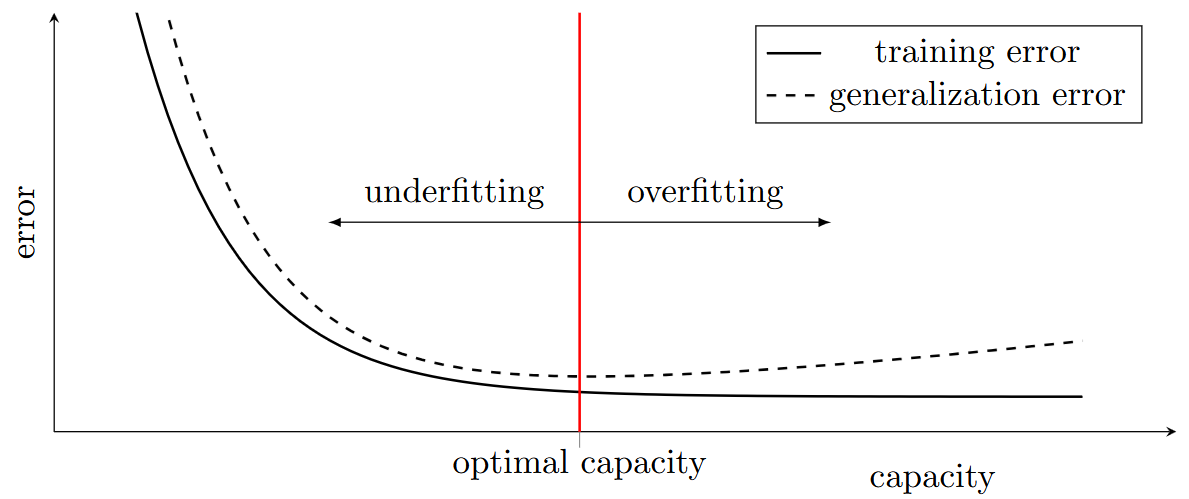 training error
generalization error
underfitting
overfitting
error
optimal capacity
capacity